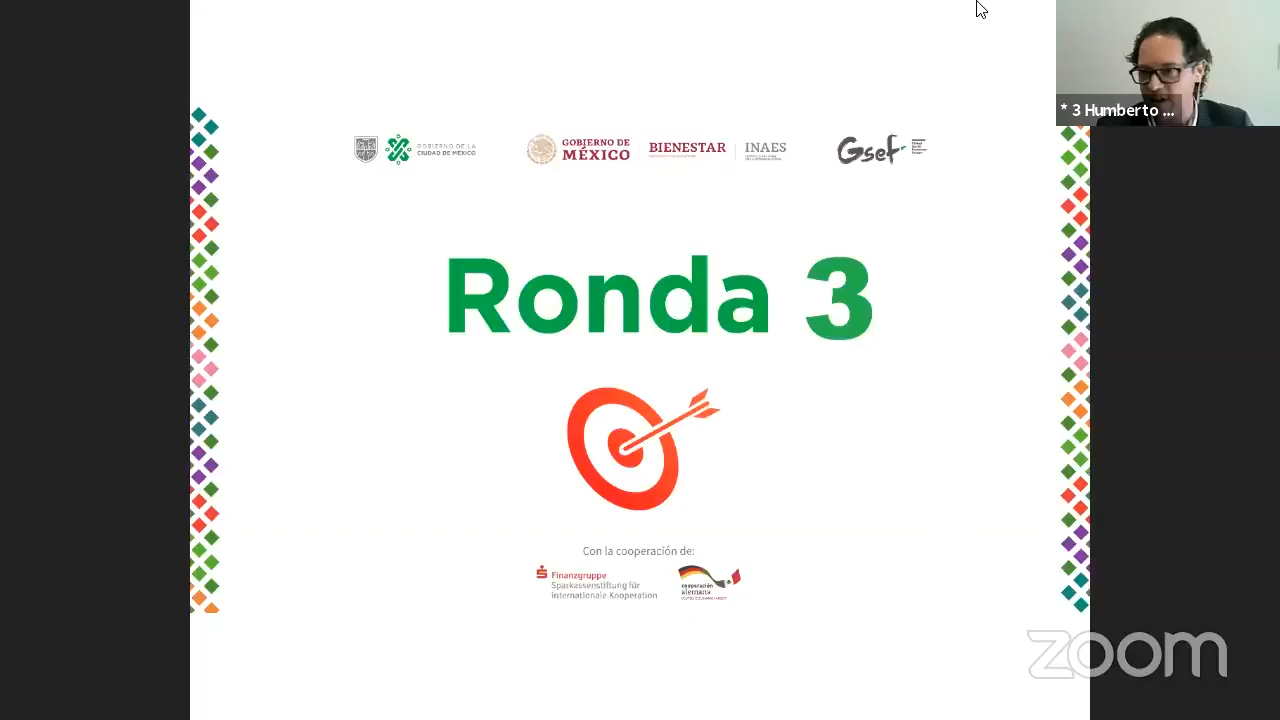 * 3 Humberto ...
GOBIERNO DE LA
CIUDAD DE MÉXICO
GOBIERNO DE
MÉXICO
BIENESTAR
INAES
Gsef
Ronda 3
Con la cooperación de:
Finanzgruppe
Sparkassenstiftung für
internationale Kooperation
cooperación
alemana
zoom